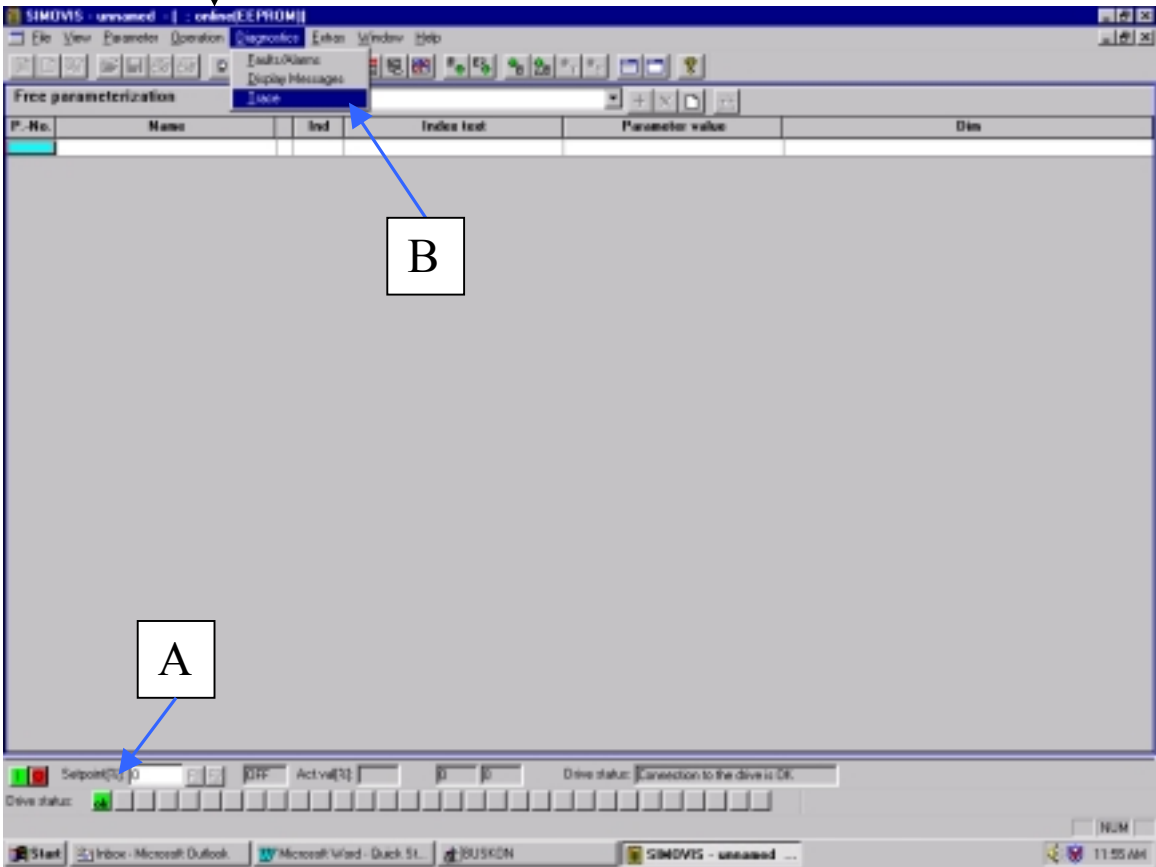 SIMOVIS - unnamed - [ : online(EEPROM)]
File View Parameter Operation Diagnostics Extras Window Help
Faults/Alarms
Display Messages
Trace
Free parameterization
P.-No. Name Ind Index text Parameter value Dim
B
A
Setpoint[%]: 0 OFF Act.val[%]: 0 0 Drive status: Connection to the drive is OK.
Drive status: ok
NUM
Start Inbox - Microsoft Outlook Microsoft Word - Quick St... BUSKON SIMOVIS - unnamed ... 11:55 AM